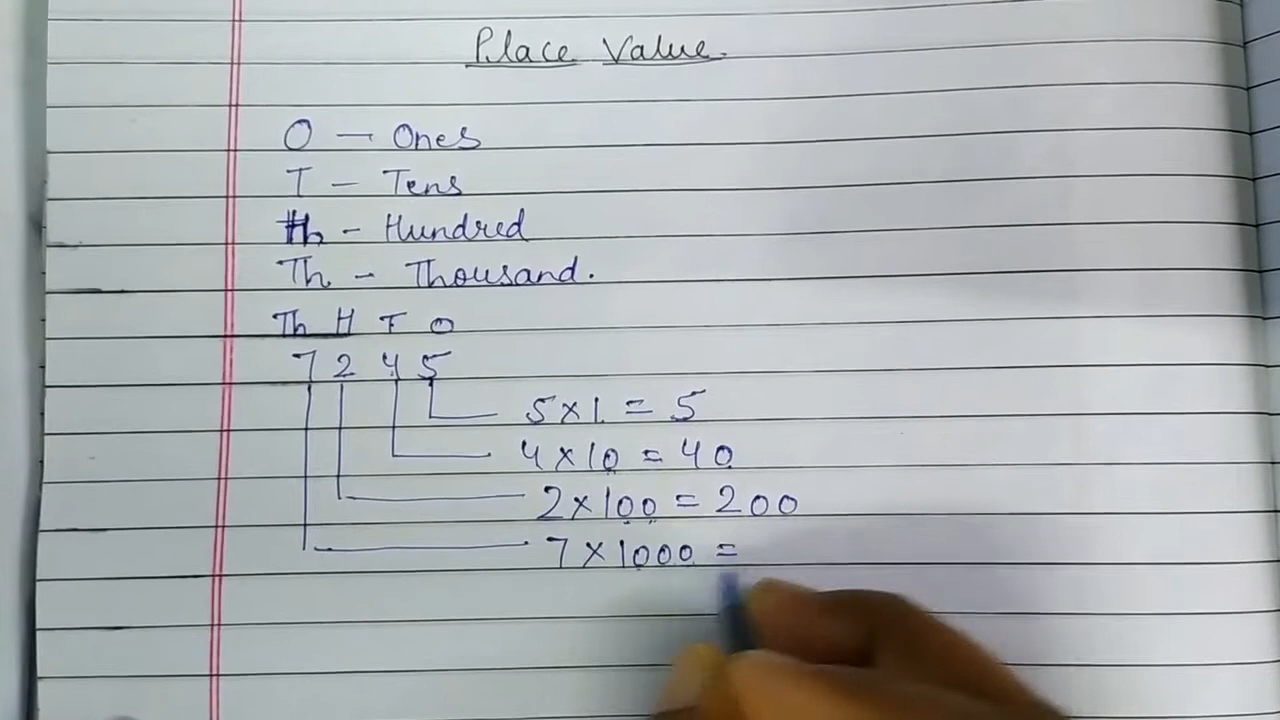 Place Value.
O — Ones
T — Tens
Th - Hundred
Th - Thousand.
Th H T O
7 2 4 5
5 x 1 = 5
4 x 10 = 40
2 x 100 = 200
7 x 1000 =